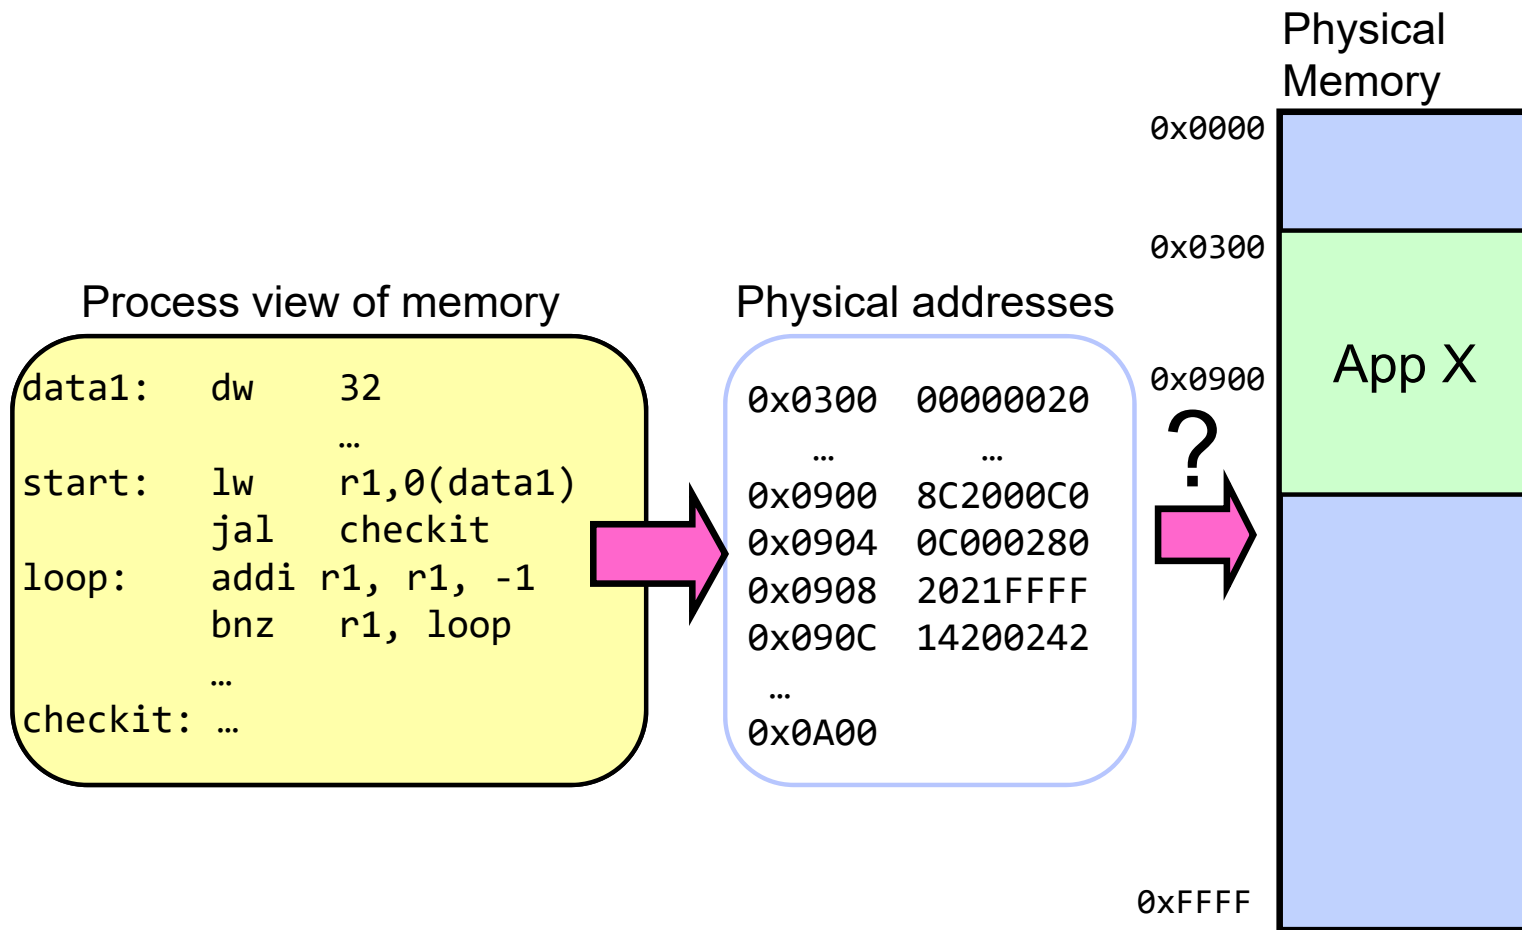 Process view of memory
data1: dw 32
…
start: lw r1,0(data1)
jal checkit
loop: addi r1, r1, -1
bnz r1, loop
…
checkit: …
Physical addresses
0x0300 00000020
… …
0x0900 8C2000C0
0x0904 0C000280
0x0908 2021FFFF
0x090C 14200242
…
0x0A00
?
Physical
Memory
0x0000
0x0300
0x0900
App X
0xFFFF